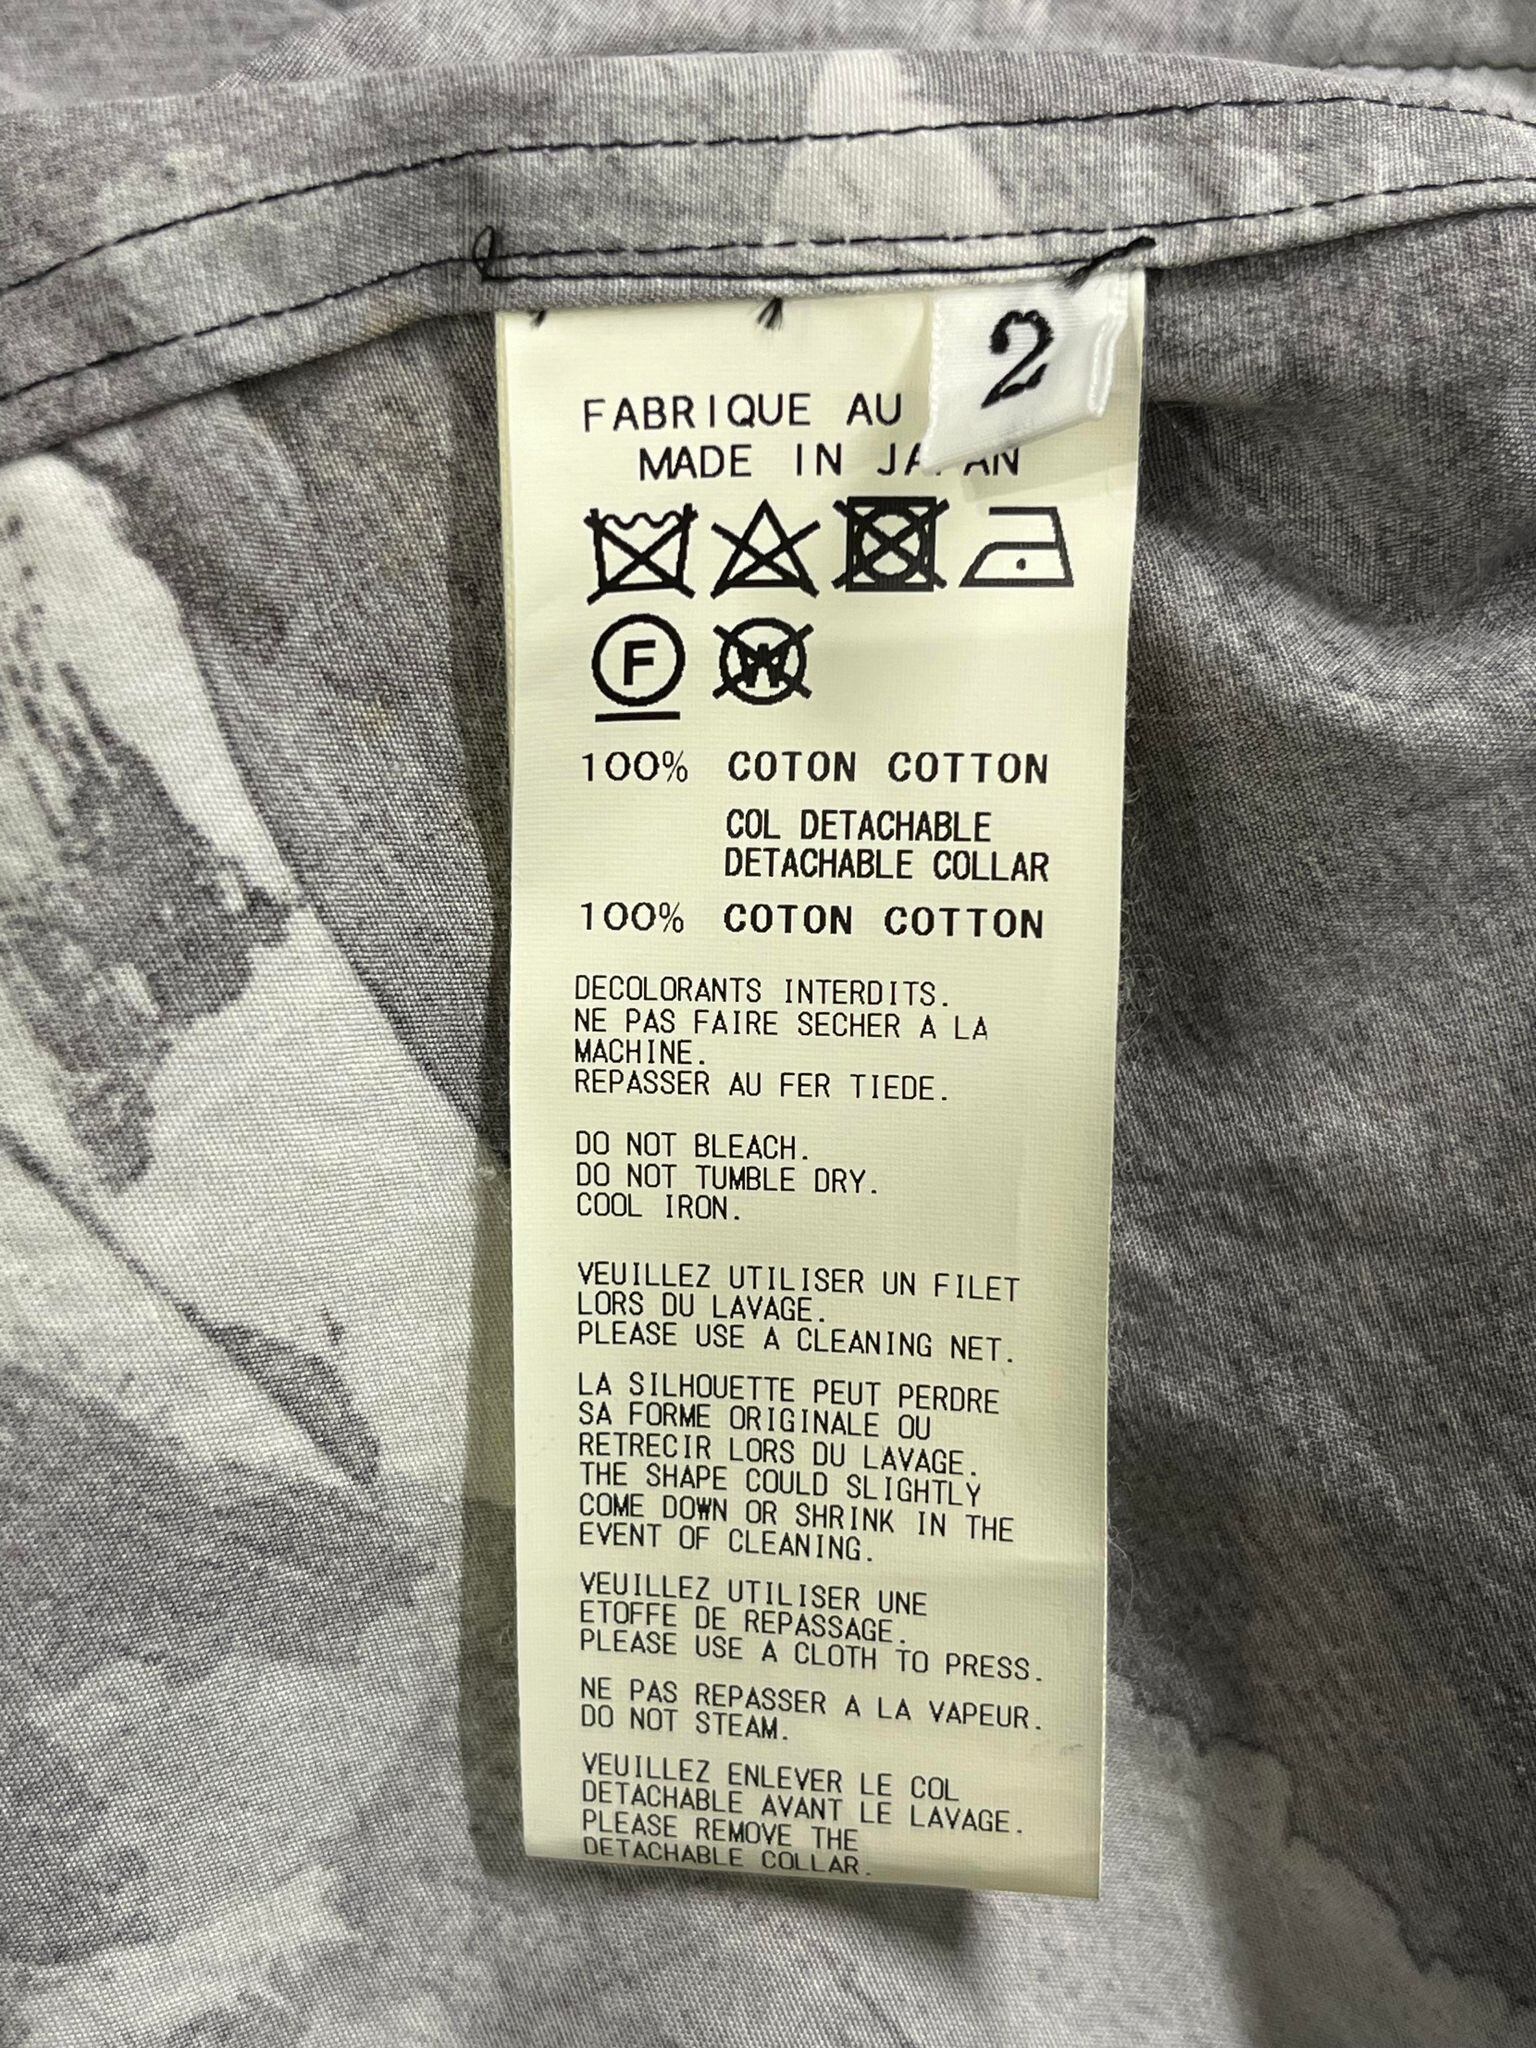 2
FABRIQUE AU
MADE IN JAPAN
F
W
100% COTON COTTON
COL DETACHABLE
DETACHABLE COLLAR
100% COTON COTTON
DECOLORANTS INTERDITS.
NE PAS FAIRE SECHER A LA
MACHINE.
REPASSER AU FER TIEDE.
DO NOT BLEACH.
DO NOT TUMBLE DRY.
COOL IRON.
VEUILLEZ UTILISER UN FILET
LORS DU LAVAGE.
PLEASE USE A CLEANING NET.
LA SILHOUETTE PEUT PERDRE
SA FORME ORIGINALE OU
RETRECIR LORS DU LAVAGE.
THE SHAPE COULD SLIGHTLY
COME DOWN OR SHRINK IN THE
EVENT OF CLEANING.
VEUILLEZ UTILISER UNE
ETOFFE DE REPASSAGE.
PLEASE USE A CLOTH TO PRESS.
NE PAS REPASSER A LA VAPEUR.
DO NOT STEAM.
VEUILLEZ ENLEVER LE COL
DETACHABLE AVANT LE LAVAGE.
PLEASE REMOVE THE
DETACHABLE COLLAR.